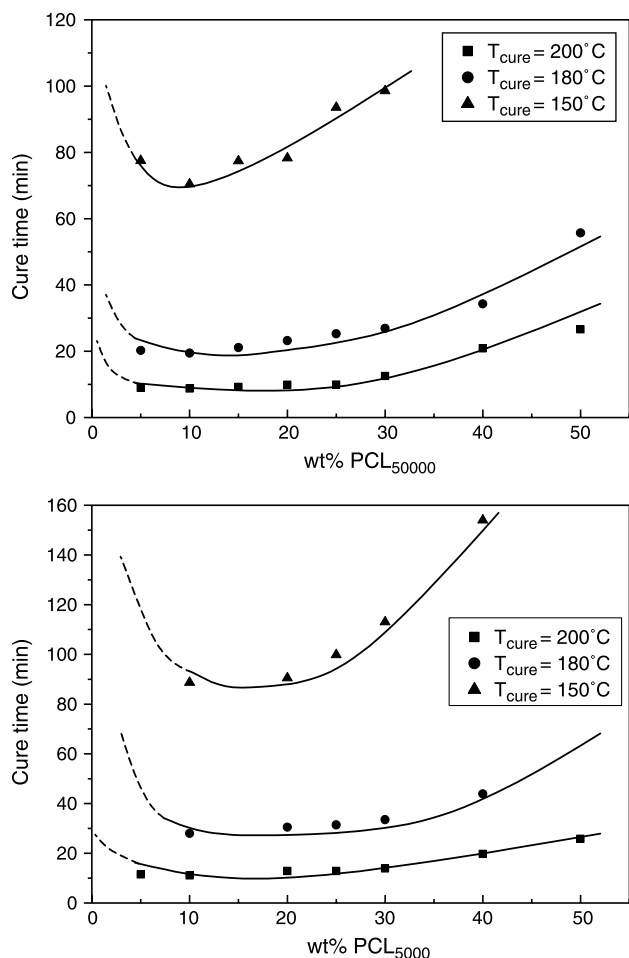 120
100
80
60
40
20
0
Cure time (min)
T_cure = 200°C
T_cure = 180°C
T_cure = 150°C
0 10 20 30 40 50
wt% PCL_50000
160
140
120
100
80
60
40
20
0
Cure time (min)
T_cure = 200°C
T_cure = 180°C
T_cure = 150°C
0 10 20 30 40 50
wt% PCL_5000